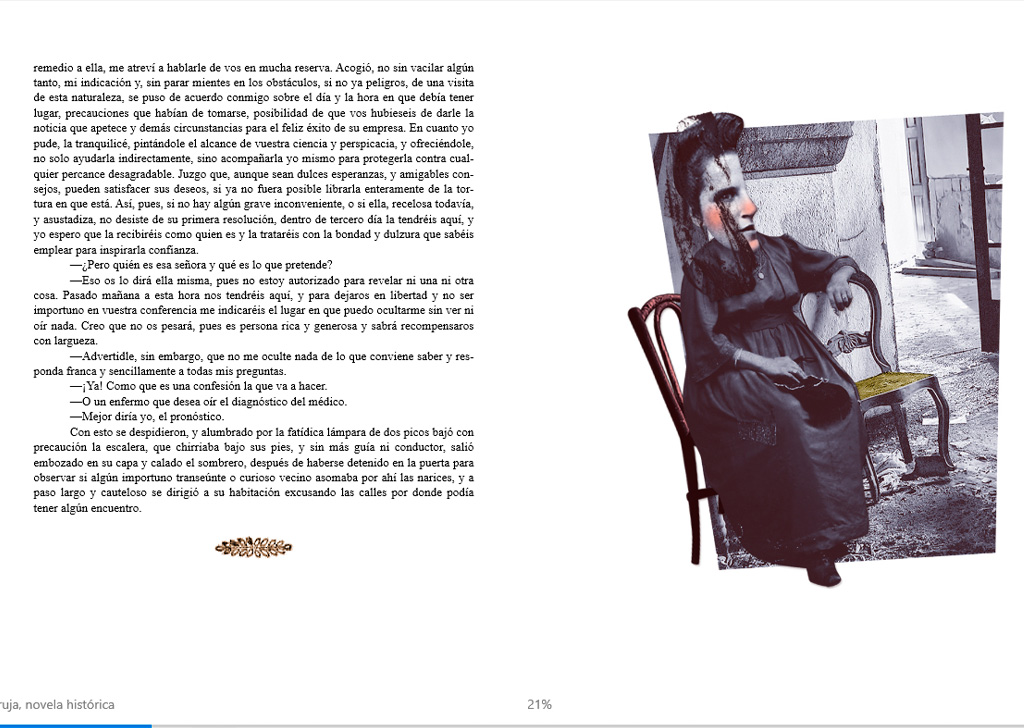 remedio a ella, me atreví a hablarle de vos en mucha reserva. Acogió, no sin vacilar algún
tanto, mi indicación y, sin parar mientes en los obstáculos, si no ya peligros, de una visita
de esta naturaleza, se puso de acuerdo conmigo sobre el día y la hora en que debía tener
lugar, precauciones que habían de tomarse, posibilidad de que vos hubieseis de darle la
noticia que apetece y demás circunstancias para el feliz éxito de su empresa. En cuanto yo
pude, la tranquilicé, pintándole el alcance de vuestra ciencia y perspicacia, y ofreciéndole,
no solo ayudarla indirectamente, sino acompañarla yo mismo para protegerla contra cual-
quier percance desagradable. Juzgo que, aunque sean dulces esperanzas, y amigables con-
sejos, pueden satisfacer sus deseos, si ya no fuera posible librarla enteramente de la tor-
tura en que está. Así, pues, si no hay algún grave inconveniente, o si ella, recelosa todavía,
y asustadiza, no desiste de su primera resolución, dentro de tercero día la tendréis aquí, y
yo espero que la recibiréis como quien es y la trataréis con la bondad y dulzura que sabéis
emplear para inspirarla confianza.
—¿Pero quién es esa señora y qué es lo que pretende?
—Eso os lo dirá ella misma, pues no estoy autorizado para revelar ni una ni otra
cosa. Pasado mañana a esta hora nos tendréis aquí, y para dejaros en libertad y no ser
importuno en vuestra conferencia me indicaréis el lugar en que puedo ocultarme sin ver ni
oír nada. Creo que no os pesará, pues es persona rica y generosa y sabrá recompensaros
con largueza.
—Advertidle, sin embargo, que no me oculte nada de lo que conviene saber y res-
ponda franca y sencillamente a todas mis preguntas.
—¡Ya! Como que es una confesión la que va a hacer.
—O un enfermo que desea oír el diagnóstico del médico.
—Mejor diría yo, el pronóstico.
Con esto se despidieron, y alumbrado por la fatídica lámpara de dos picos bajó con
precaución la escalera, que chirriaba bajo sus pies, y sin más guía ni conductor, salió
embozado en su capa y calado el sombrero, después de haberse detenido en la puerta para
observar si algún importuno transeúnte o curioso vecino asomaba por ahí las narices, y a
paso largo y cauteloso se dirigió a su habitación excusando las calles por donde podía
tener algún encuentro.
ruja, novela histórica
21%